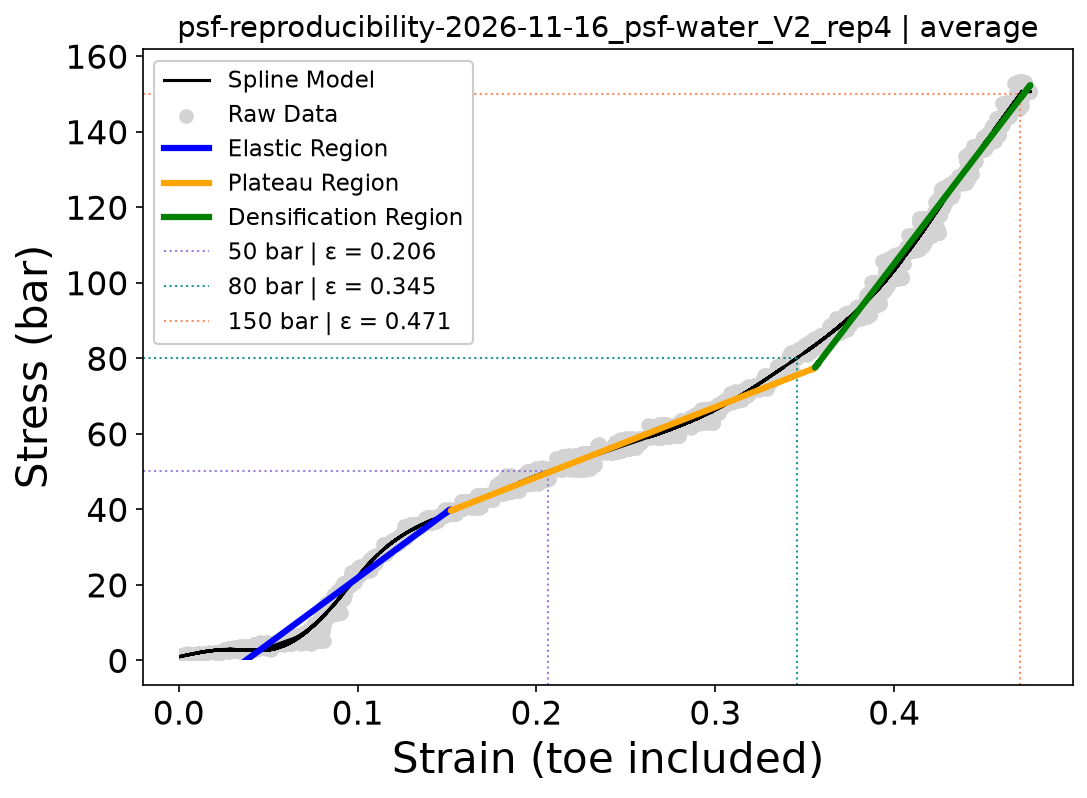 psf-reproducibility-2026-11-16_psf-water_V2_rep4 | average
Stress (bar)
160
140
120
100
80
60
40
20
0
Spline Model
Raw Data
Elastic Region
Plateau Region
Densification Region
50 bar | ε = 0.206
80 bar | ε = 0.345
150 bar | ε = 0.471
0.0 0.1 0.2 0.3 0.4
Strain (toe included)